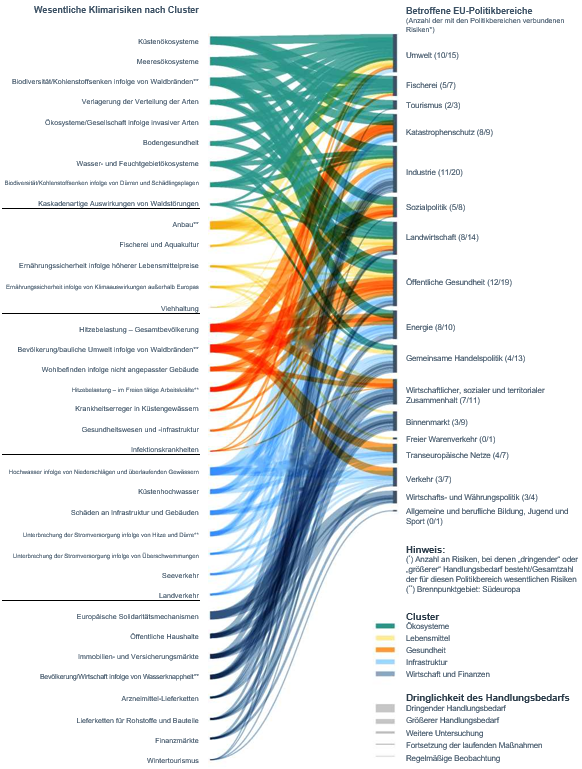 Wesentliche Klimarisiken nach Cluster
Küstenökosysteme
Meeresökosysteme
Biodiversität/Kohlenstoffsenken infolge von Waldbränden**
Verlagerung der Verteilung der Arten
Ökosysteme/Gesellschaft infolge invasiver Arten
Bodengesundheit
Wasser- und Feuchtgebietökosysteme
Biodiversität/Kohlenstoffsenken infolge von Dürren und Schädlingsplagen
Kaskadenartige Auswirkungen von Waldstörungen
Anbau**
Fischerei und Aquakultur
Ernährungssicherheit infolge höherer Lebensmittelpreise
Ernährungssicherheit infolge von Klimaauswirkungen außerhalb Europas
Viehhaltung
Hitzebelastung – Gesamtbevölkerung
Bevölkerung/bauliche Umwelt infolge von Waldbränden**
Wohlbefinden infolge nicht angepasster Gebäude
Hitzebelastung – im Freien tätige Arbeitskräfte**
Krankheitserreger in Küstengewässern
Gesundheitswesen und -infrastruktur
Infektionskrankheiten
Hochwasser infolge von Niederschlägen und überlaufenden Gewässern
Küstenhochwasser
Schäden an Infrastruktur und Gebäuden
Unterbrechung der Stromversorgung infolge von Hitze und Dürre**
Unterbrechung der Stromversorgung infolge von Überschwemmungen
Seeverkehr
Landverkehr
Europäische Solidaritätsmechanismen
Öffentliche Haushalte
Immobilien- und Versicherungsmärkte
Bevölkerung/Wirtschaft infolge von Wasserknappheit**
Arzneimittel-Lieferketten
Lieferketten für Rohstoffe und Bauteile
Finanzmärkte
Wintertourismus
Betroffene EU-Politikbereiche
(Anzahl der mit den Politikbereichen verbundenen
Risiken*)
Umwelt (10/15)
Fischerei (5/7)
Tourismus (2/3)
Katastrophenschutz (8/9)
Industrie (11/20)
Sozialpolitik (5/8)
Landwirtschaft (8/14)
Öffentliche Gesundheit (12/19)
Energie (8/10)
Gemeinsame Handelspolitik (4/13)
Wirtschaftlicher, sozialer und territorialer
Zusammenhalt (7/11)
Binnenmarkt (3/9)
Freier Warenverkehr (0/1)
Transeuropäische Netze (4/7)
Verkehr (3/7)
Wirtschafts- und Währungspolitik (3/4)
Allgemeine und berufliche Bildung, Jugend und
Sport (0/1)
Hinweis:
(*) Anzahl an Risiken, bei denen „dringender“ oder
„größerer“ Handlungsbedarf besteht/Gesamtzahl
der für diesen Politikbereich wesentlichen Risiken
(**) Brennpunktgebiet: Südeuropa
Cluster
Ökosysteme
Lebensmittel
Gesundheit
Infrastruktur
Wirtschaft und Finanzen
Dringlichkeit des Handlungsbedarfs
Dringender Handlungsbedarf
Größerer Handlungsbedarf
Weitere Untersuchung
Fortsetzung der laufenden Maßnahmen
Regelmäßige Beobachtung